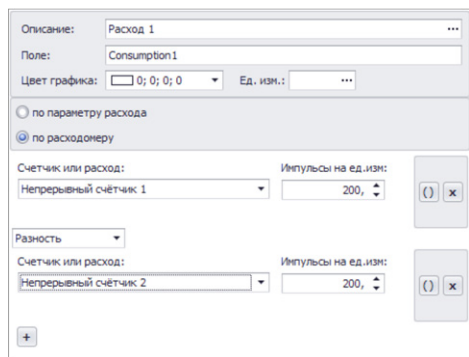 Описание: Расход 1 ...
Поле: Consumption1
Цвет графика: 0; 0; 0; 0 Ед. изм.: ...
по параметру расхода
по расходомеру
Счетчик или расход: Импульсы на ед.изм:
Непрерывный счётчик 1 200, () x
Разность
Счетчик или расход: Импульсы на ед.изм:
Непрерывный счётчик 2 200, () x
+